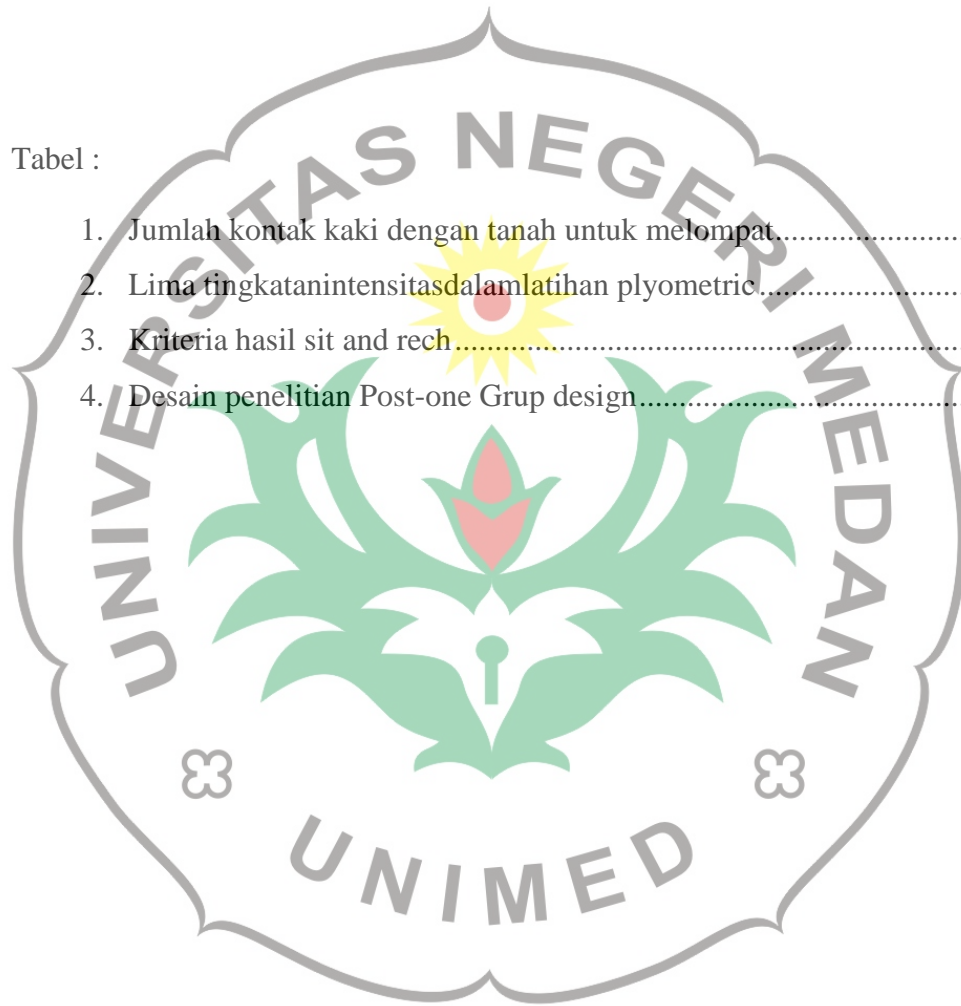 Tabel :
1. Jumlah kontak kaki dengan tanah untuk melompat.......................
2. Lima tingkatanintensitasdalamlatihan plyometric.........................
3. Kriteria hasil sit and rech...............................................................
4. Desain penelitian Post-one Grup design........................................
UNIVERSITAS NEGERI MEDAN
UNIMED